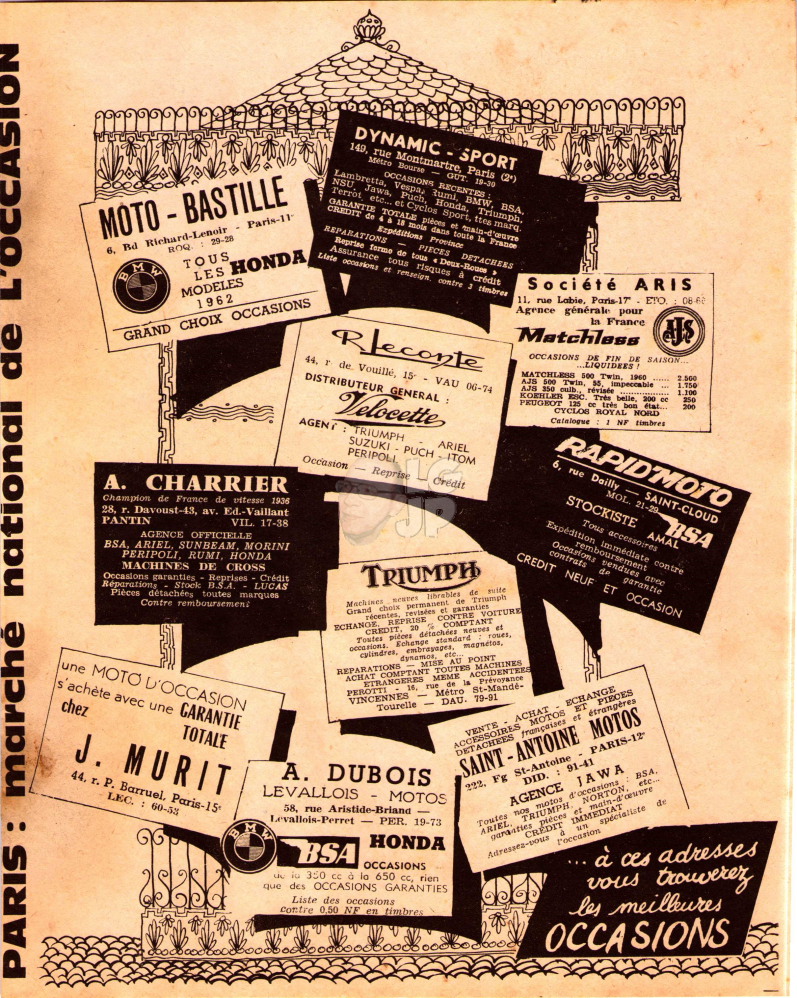 PARIS : marché national de L'OCCASION
DYNAMIC - SPORT
149, rue Montmartre, Paris (2e)
Métro Bourse — GUT. 19-30
OCCASIONS RECENTES :
Lambretta, Vespa, Rumi, BMW, BSA,
NSU, Jawa, Puch, Honda, Triumph,
Terrot, etc... et Cyclos Sport, ttes marq.
GARANTIE TOTALE pièces et main-d'œuvre
CREDIT de 4 à 18 mois dans toute la France
Expéditions Province
REPARATIONS — PIECES DETACHEES
Reprise ferme de tous « Deux-Roues »
Assurance tous risques à crédit
Liste occasions et renseign. contre 3 timbres
MOTO - BASTILLE
6, Bd Richard-Lenoir - Paris-11e
ROQ. : 29-28
BMW
TOUS
LES HONDA
MODELES
1962
GRAND CHOIX OCCASIONS
Société ARIS
11, rue Labie, Paris-17e - ETO. : 08-6
Agence générale pour
la France
Matchless
AJS
OCCASIONS DE FIN DE SAISON...
...LIQUIDEES !
MATCHLESS 500 Twin, 1960 ...... 2.500
AJS 500 Twin, 55, impeccable ... 1.750
AJS 350 culb., révisée ............ 1.100
KOEHLER ESC. Très belle, 200 cc 250
PEUGEOT 125 cc très bon état... 200
CYCLOS ROYAL NORD
Catalogue : 1 NF timbres
R. Leconte
44, r. de Vouillé, 15e - VAU 06-74
DISTRIBUTEUR GENERAL :
Velocette
AGENT : TRIUMPH - ARIEL
SUZUKI - PUCH - ITOM
PERIPOLI
Occasion — Reprise — Crédit
JP
A. CHARRIER
Champion de France de vitesse 1936
28, r. Davoust-43, av. Ed-Vaillant
PANTIN VIL. 17-38
AGENCE OFFICIELLE
BSA, ARIEL, SUNBEAM, MORINI
PERIPOLI, RUMI, HONDA
MACHINES DE CROSS
Occasions garanties - Reprises - Crédit
Réparations - Stock B.S.A. - LUCAS
Pièces détachées toutes marques
Contre remboursement
RAPID'MOTO
6, rue Dailly — SAINT-CLOUD
MOL. 21-29
STOCKISTE BSA
AMAL
Tous accessoires
Expédition immédiate contre
remboursement
Occasions vendues avec
contrats de garantie
CREDIT NEUF ET OCCASION
TRIUMPH
Machines neuves librables de suite
Grand choix permanent de Triumph
récentes, revisées et garanties
ECHANGE, REPRISE CONTRE VOITURE
CREDIT, 20 % COMPTANT
Toutes pièces détachées neuves et
occasions. Echange standard : roues,
cylindres, embrayages, magnétos,
dynamos, etc...
REPARATIONS — MISE AU POINT
ACHAT COMPTANT TOUTES MACHINES
ETRANGERES MEME ACCIDENTEES
PEROTTI - 16, rue de la Prévoyance
VINCENNES — Métro St-Mandé-
Tourelle — DAU. 79-91
une MOTO D'OCCASION
s'achète avec une GARANTIE
TOTALE
chez
J. MURIT
44, r. P. Barruel, Paris-15e
LEC. : 60-53
VENTE - ACHAT - ECHANGE
ACCESSOIRES MOTOS ET PIECES
DETACHEES françaises et étrangères
SAINT-ANTOINE MOTOS
222, Fg St-Antoine - PARIS-12e
DID. : 91-41
AGENCE JAWA
Toutes nos motos d'occasions : BSA,
ARIEL, TRIUMPH, NORTON, etc...
garanties pièces et main-d'œuvre
CRÉDIT IMMEDIAT
Adressez-vous à un spécialiste de
l'occasion
A. DUBOIS
LEVALLOIS - MOTOS
58, rue Aristide-Briand —
Levallois-Perret — PER. 19-73
BMW
BSA HONDA
OCCASIONS
de la 350 cc à la 650 cc, rien
que des OCCASIONS GARANTIES
Liste des occasions
contre 0,50 NF en timbres
... à ces adresses
vous trouverez
les meilleures
OCCASIONS